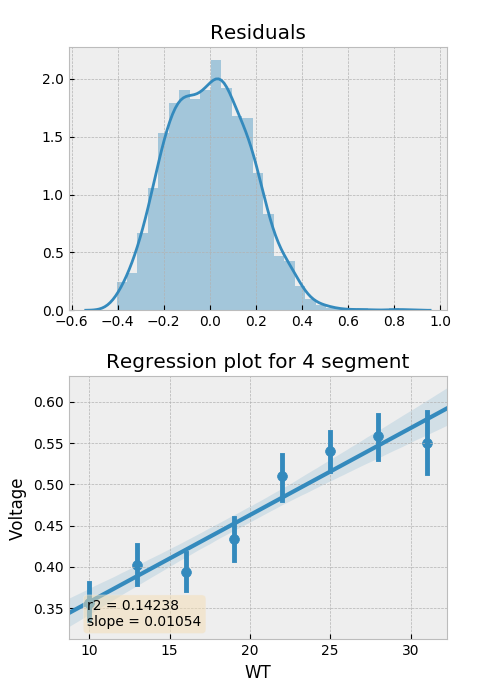 Residuals
2.0
1.5
1.0
0.5
0.0
−0.6 −0.4 −0.2 0.0 0.2 0.4 0.6 0.8 1.0
Regression plot for 4 segment
0.60
0.55
0.50
0.45
0.40
0.35
Voltage
r2 = 0.14238
slope = 0.01054
10 15 20 25 30
WT